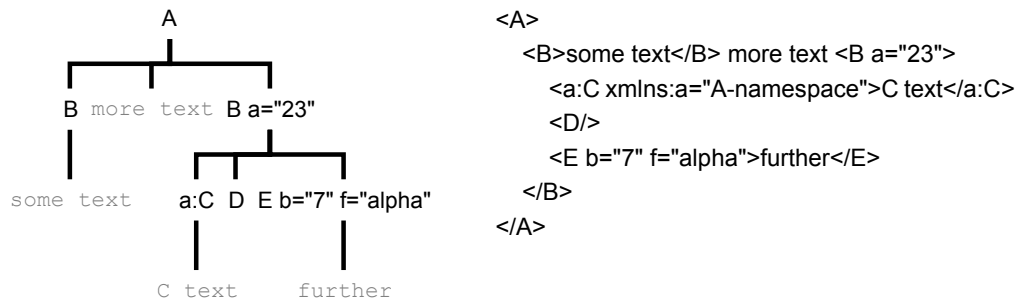 A
B more text B a="23"
some text a:C D E b="7" f="alpha"
C text further
<A>
<B>some text</B> more text <B a="23">
<a:C xmlns:a="A-namespace">C text</a:C>
<D/>
<E b="7" f="alpha">further</E>
</B>
</A>